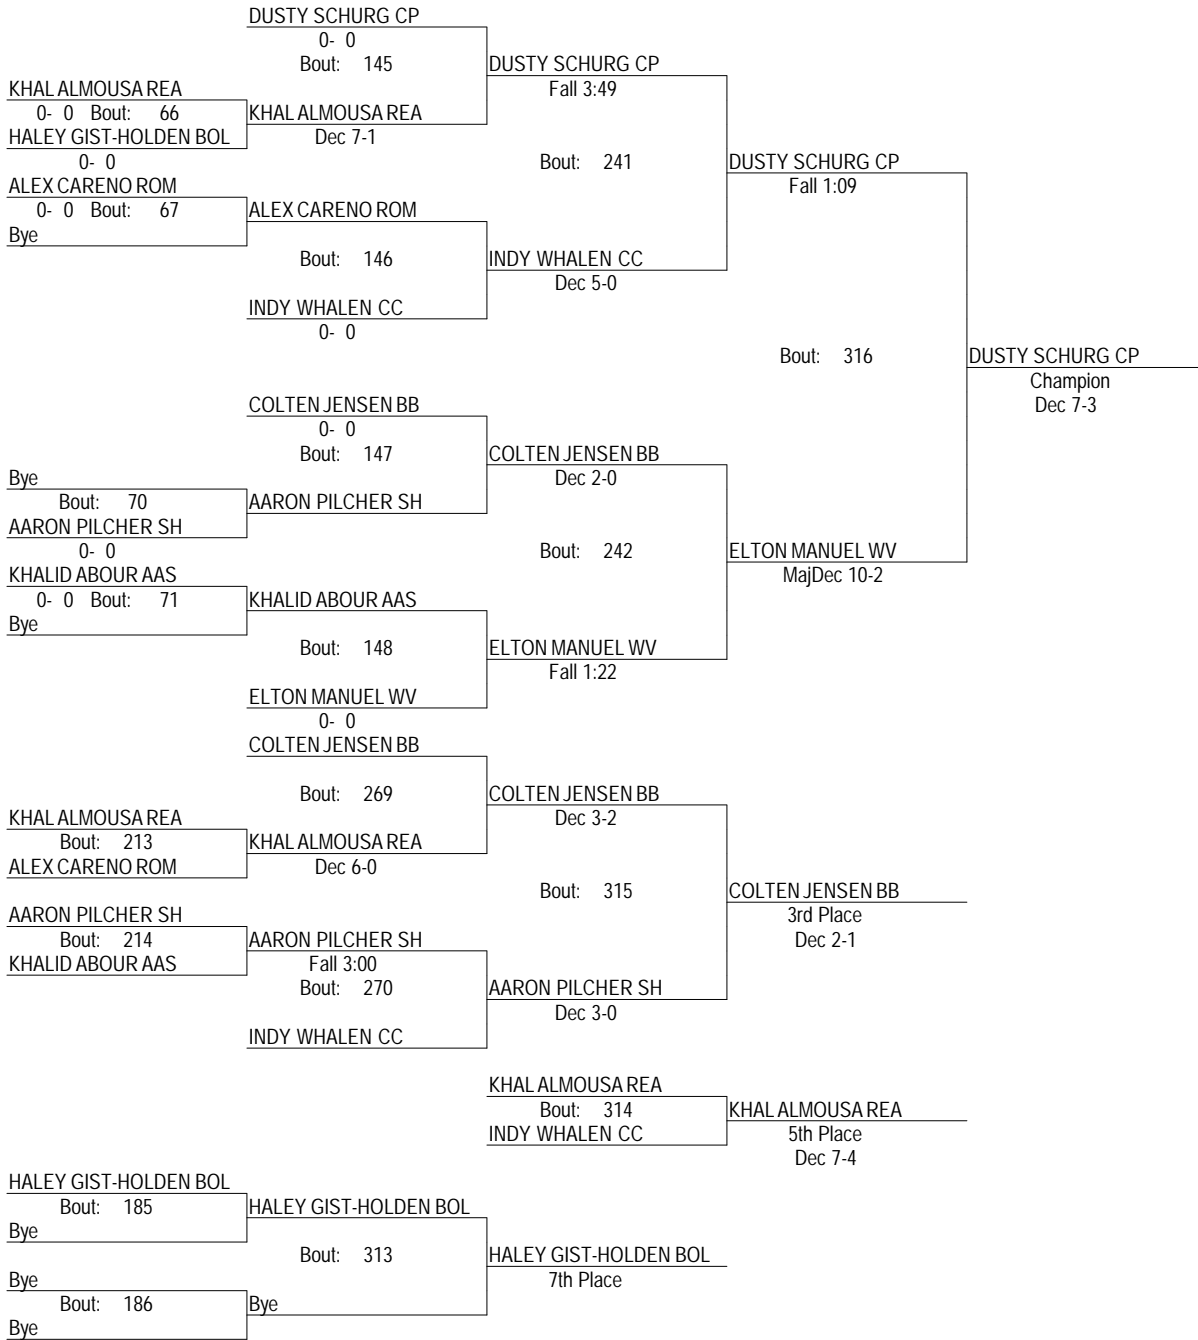 DUSTY SCHURG CP
0- 0
Bout: 145
DUSTY SCHURG CP
Fall 3:49
KHAL ALMOUSA REA
0- 0 Bout: 66
KHAL ALMOUSA REA
Dec 7-1
HALEY GIST-HOLDEN BOL
0- 0
Bout: 241
DUSTY SCHURG CP
Fall 1:09
ALEX CARENO ROM
0- 0 Bout: 67
ALEX CARENO ROM
Bye
Bout: 146
INDY WHALEN CC
Dec 5-0
INDY WHALEN CC
0- 0
Bout: 316
DUSTY SCHURG CP
Champion
Dec 7-3
COLTEN JENSEN BB
0- 0
Bout: 147
COLTEN JENSEN BB
Dec 2-0
Bye
Bout: 70
AARON PILCHER SH
AARON PILCHER SH
0- 0
Bout: 242
ELTON MANUEL WV
MajDec 10-2
KHALID ABOUR AAS
0- 0 Bout: 71
KHALID ABOUR AAS
Bye
Bout: 148
ELTON MANUEL WV
Fall 1:22
ELTON MANUEL WV
0- 0
COLTEN JENSEN BB
Bout: 269
COLTEN JENSEN BB
Dec 3-2
KHAL ALMOUSA REA
Bout: 213
KHAL ALMOUSA REA
Dec 6-0
ALEX CARENO ROM
Bout: 315
COLTEN JENSEN BB
3rd Place
Dec 2-1
AARON PILCHER SH
Bout: 214
AARON PILCHER SH
Fall 3:00
KHALID ABOUR AAS
Bout: 270
AARON PILCHER SH
Dec 3-0
INDY WHALEN CC
KHAL ALMOUSA REA
Bout: 314
KHAL ALMOUSA REA
5th Place
Dec 7-4
INDY WHALEN CC
HALEY GIST-HOLDEN BOL
Bout: 185
HALEY GIST-HOLDEN BOL
Bye
Bout: 313
HALEY GIST-HOLDEN BOL
7th Place
Bye
Bout: 186
Bye
Bye